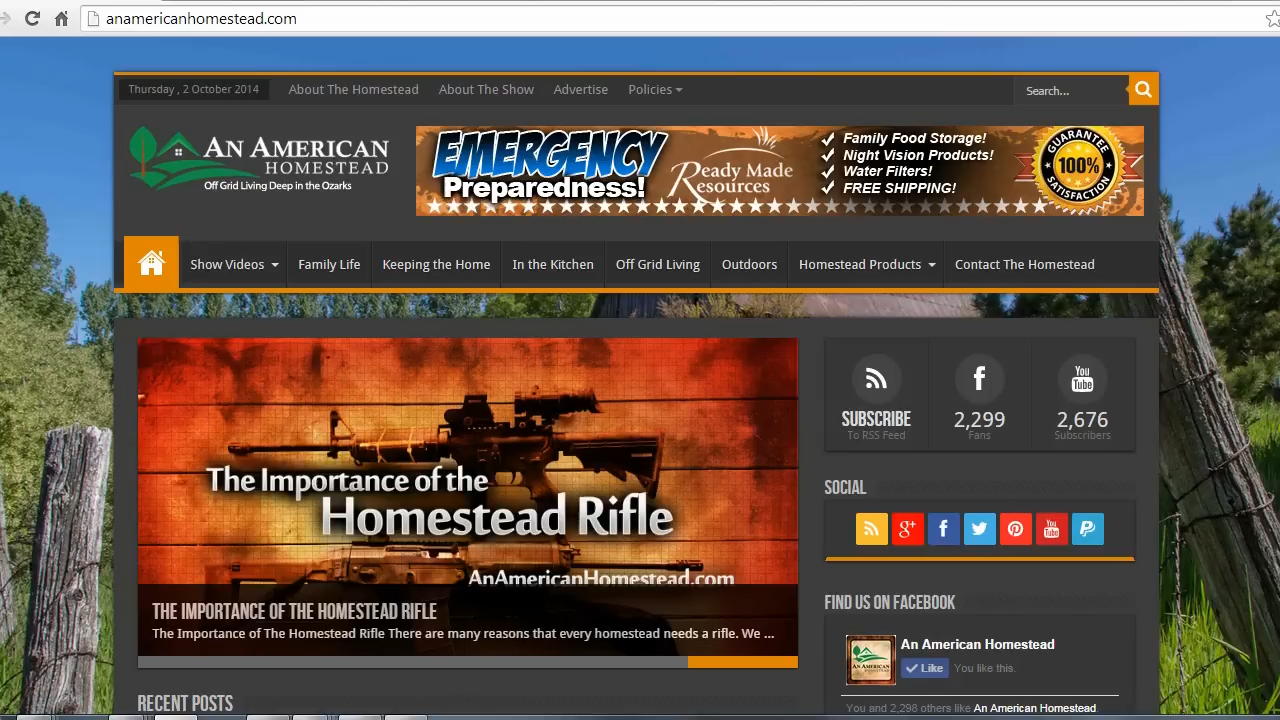 anamericanhomestead.com
Thursday , 2 October 2014
About The Homestead
About The Show
Advertise
Policies
Search...
AN AMERICAN
HOMESTEAD
Off Grid Living Deep in the Ozarks
EMERGENCY
Preparedness!
Ready Made
RESOURCES
Family Food Storage!
Night Vision Products!
Water Filters!
FREE SHIPPING!
GUARANTEE
100%
SATISFACTION
Show Videos
Family Life
Keeping the Home
In the Kitchen
Off Grid Living
Outdoors
Homestead Products
Contact The Homestead
The Importance of the
Homestead Rifle
AnAmericanHomestead.com
THE IMPORTANCE OF THE HOMESTEAD RIFLE
The Importance of The Homestead Rifle There are many reasons that every homestead needs a rifle. We ...
RECENT POSTS
SUBSCRIBE
To RSS Feed
2,299
Fans
You
Tube
2,676
Subscribers
SOCIAL
FIND US ON FACEBOOK
An American Homestead
Like
You like this.
You and 2,298 others like An American Homestead.